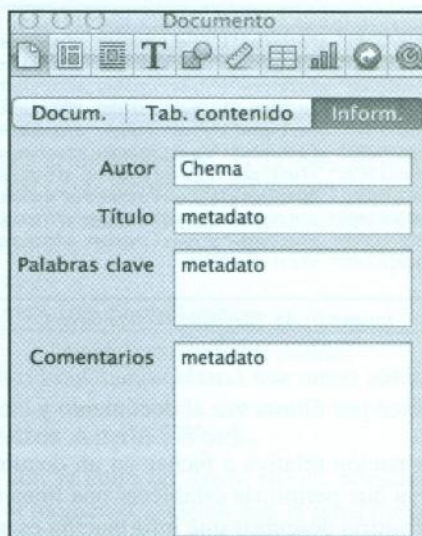 Documento
T
Docum. Tab. contenido Inform.
Autor Chema
Título metadato
Palabras clave metadato
Comentarios metadato